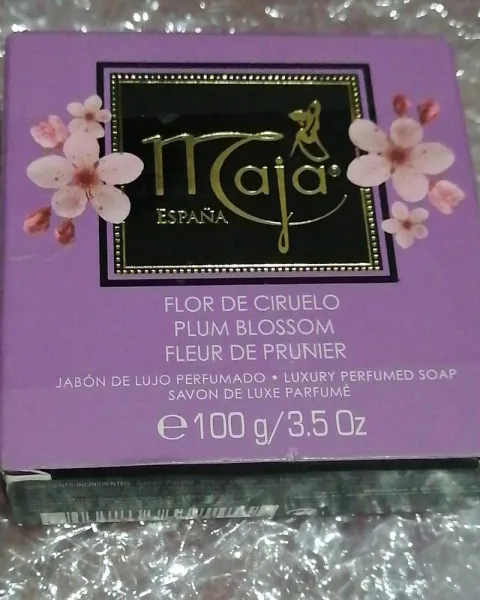 Maja®
ESPAÑA
FLOR DE CIRUELO
PLUM BLOSSOM
FLEUR DE PRUNIER
JABÓN DE LUJO PERFUMADO • LUXURY PERFUMED SOAP
SAVON DE LUXE PARFUMÉ
℮ 100 g/3.5 Oz